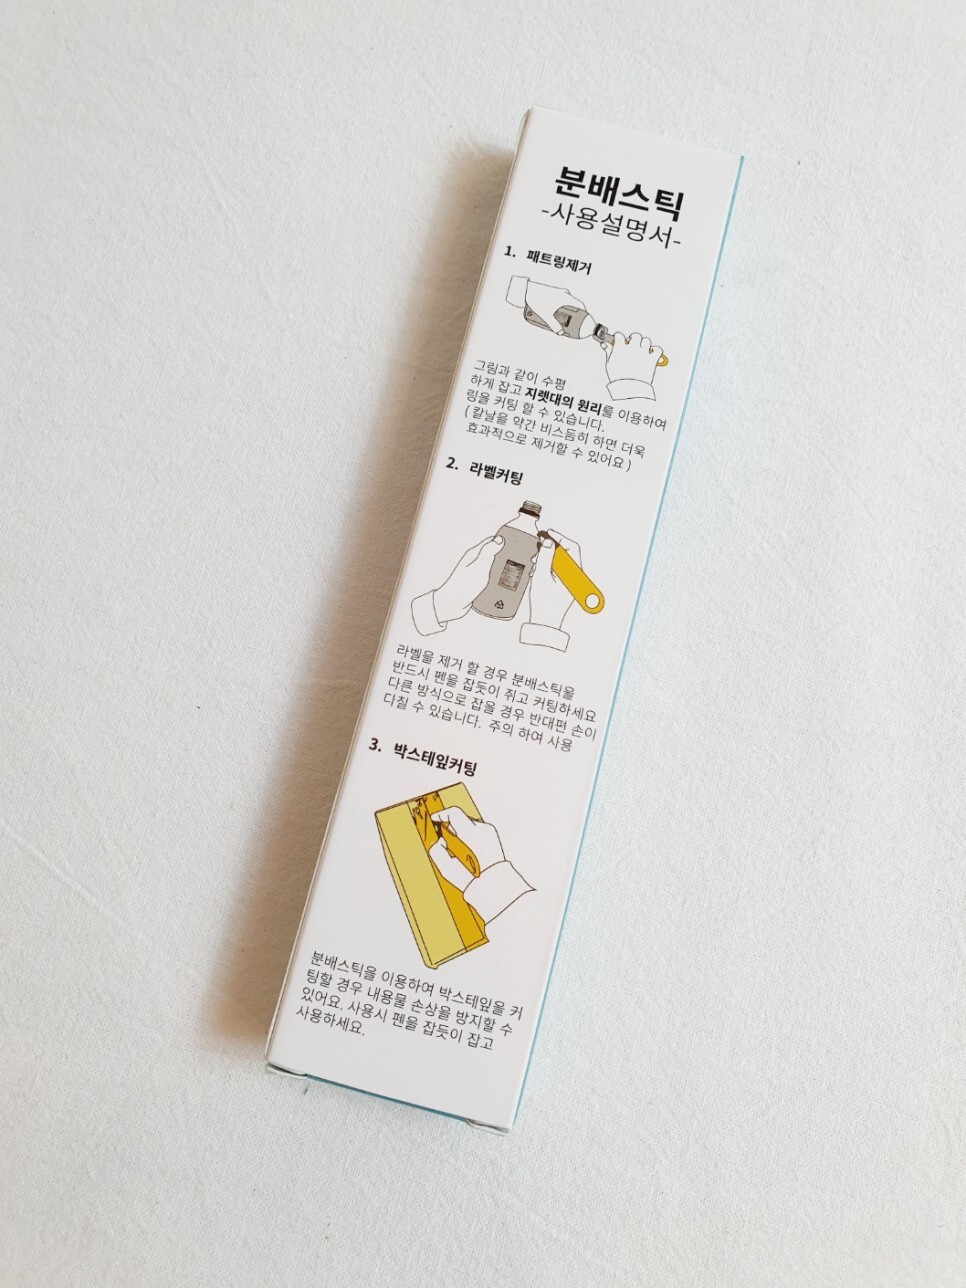 분배스틱
-사용설명서-
1. 패트링제거
그림과 같이 수평
하게 잡고 지렛대의 원리를 이용하여
링을 커팅 할 수 있습니다.
( 칼날을 약간 비스듬히 하면 더욱
효과적으로 제거할 수 있어요 )
2. 라벨커팅
라벨을 제거 할 경우 분배스틱을
반드시 펜을 잡듯이 쥐고 커팅하세요
다른 방식으로 잡을 경우 반대편 손이
다칠 수 있습니다. 주의 하여 사용
3. 박스테잎커팅
분배스틱을 이용하여 박스테잎을 커
팅할 경우 내용물 손상을 방지할 수
있어요. 사용시 펜을 잡듯이 잡고
사용하세요.